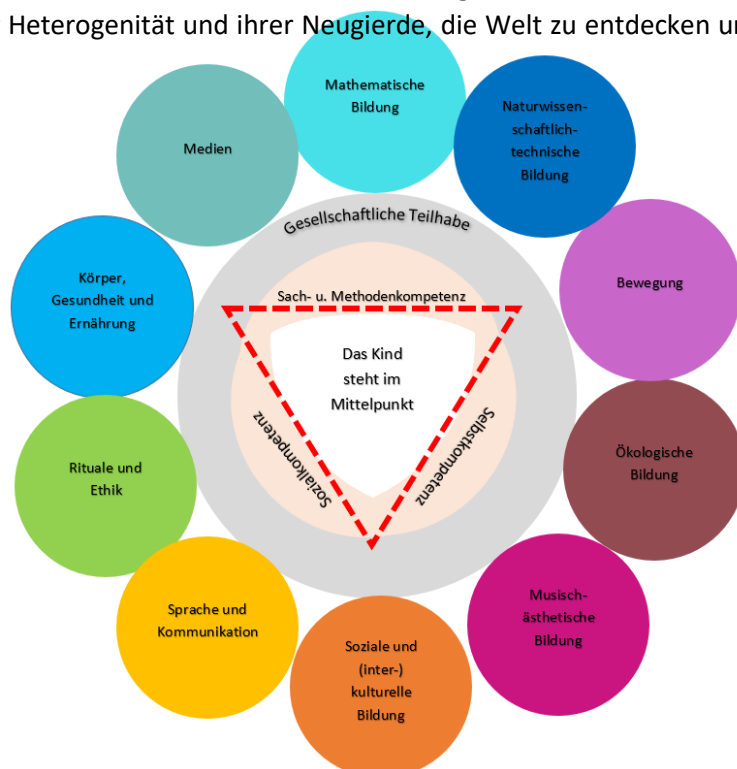 Heterogenität und ihrer Neugierde, die Welt zu entdecken
Mathematische
Bildung
Naturwissen-
schaftlich-
technische
Bildung
Medien
Gesellschaftliche Teilhabe
Körper,
Gesundheit und
Ernährung
Sach- u. Methodenkompetenz
Bewegung
Das Kind
steht im
Mittelpunkt
Sozialkompetenz
Selbstkompetenz
Rituale und
Ethik
Ökologische
Bildung
Sprache und
Kommunikation
Musisch-
ästhetische
Bildung
Soziale und
(inter-)
kulturelle
Bildung